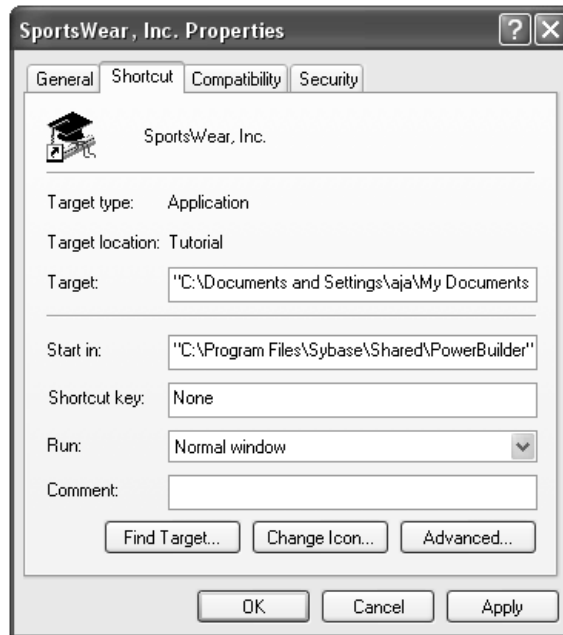 SportsWear, Inc. Properties
General Shortcut Compatibility Security
SportsWear, Inc.
Target type: Application
Target location: Tutorial
Target: "C:\Documents and Settings\aja\My Documents
Start in: "C:\Program Files\Sybase\Shared\PowerBuilder"
Shortcut key: None
Run: Normal window
Comment:
Find Target... Change Icon... Advanced...
OK Cancel Apply